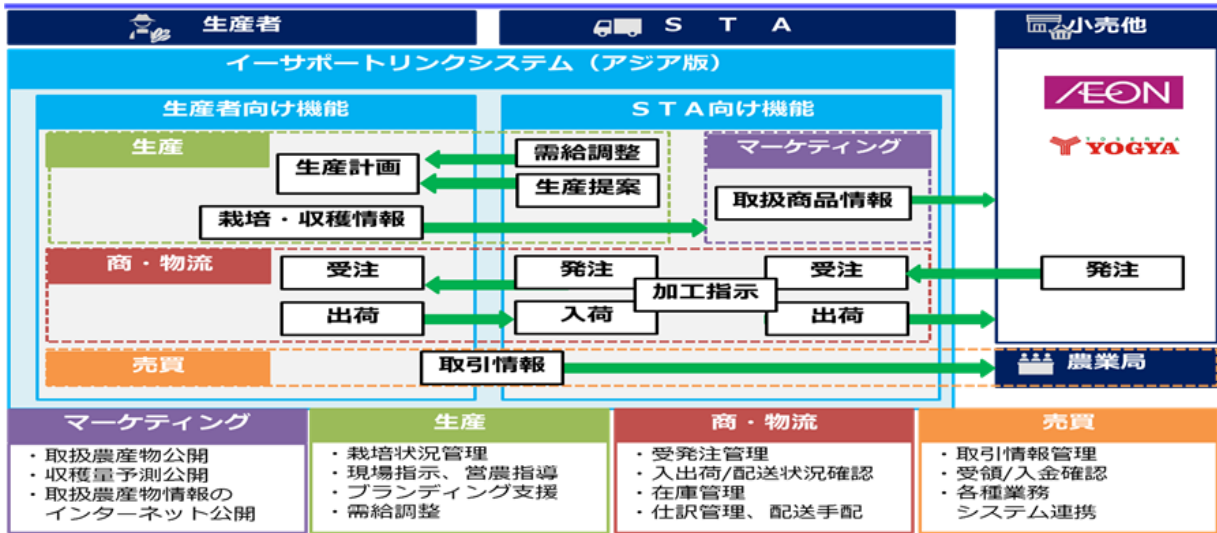 生産者
ＳＴＡ
小売他
イーサポートリンクシステム（アジア版）
生産者向け機能
ＳＴＡ向け機能
ÆON
YOGYA
生産
需給調整
マーケティング
生産計画
生産提案
取扱商品情報
栽培・収穫情報
商・物流
受注
発注
受注
発注
加工指示
出荷
入荷
出荷
売買
取引情報
農業局
マーケティング
・取扱農産物公開
・収穫量予測公開
・取扱農産物情報の
インターネット公開
生産
・栽培状況管理
・現場指示、営農指導
・ブランディング支援
・需給調整
商・物流
・受発注管理
・入出荷/配送状況確認
・在庫管理
・仕訳管理、配送手配
売買
・取引情報管理
・受領/入金確認
・各種業務
システム連携